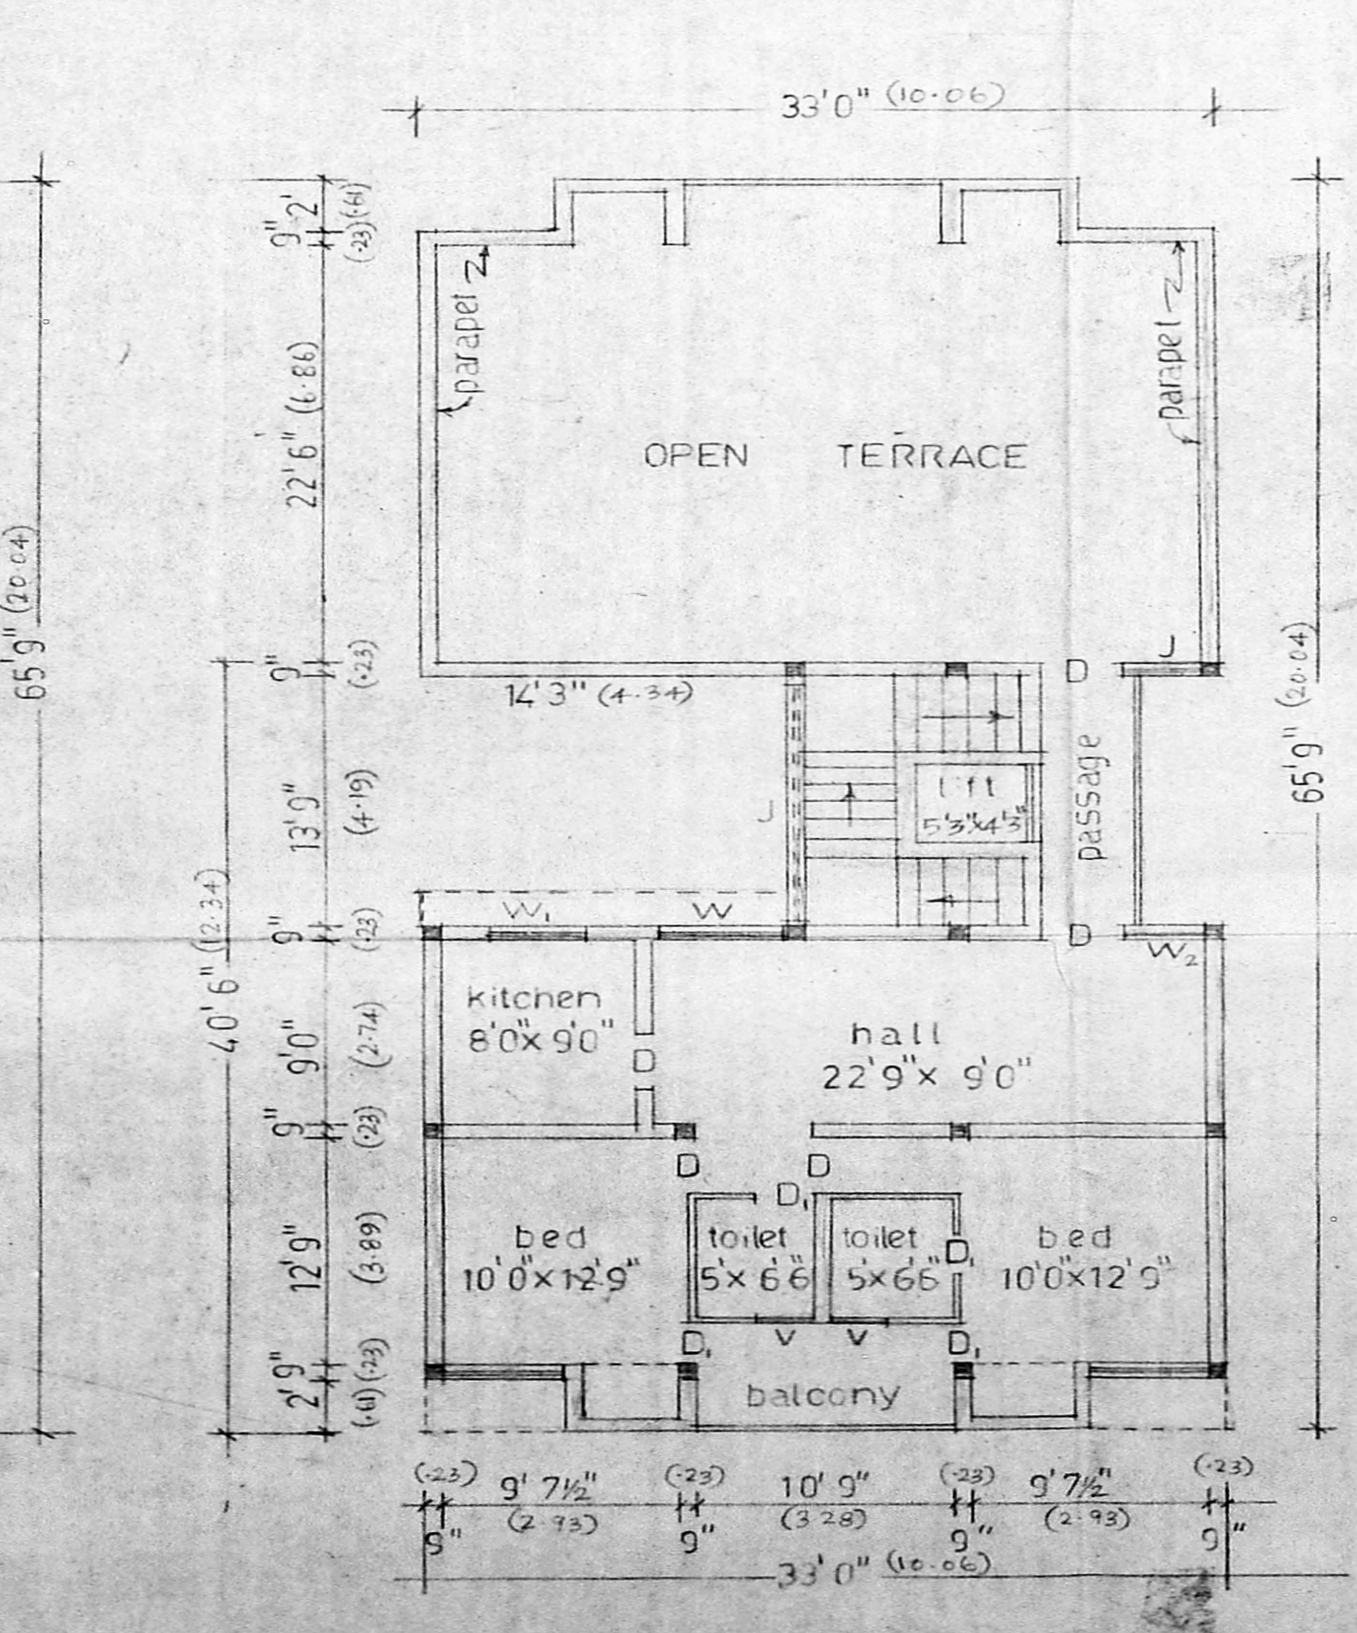 33'0" (10.06)
2' (.61)
9" (.23)
parapet
parapet
22'6" (6.86)
OPEN TERRACE
65'9" (20.04)
65'9" (20.04)
9" (.23)
D
14'3" (4.34)
lift
5'3"x4'3"
passage
13'9" (4.19)
40'6" (12.34)
9" (.23)
W1 W
D
W2
kitchen
8'0"x 9'0"
D
hall
22'9"x 9'0"
9'0" (2.74)
9" (.23)
D D
D1
bed
10'0"x12'9"
toilet
5'x 6'6
toilet
5'x6'6"
D1
bed
10'0"x12'9"
12'9" (3.89)
D1 V V D1
9" (.23)
2' (.61)
balcony
(.23) 9' 7½" (.23) 10' 9" (.23) 9' 7½" (.23)
9" (2.93) 9" (3.28) 9" (2.93) 9"
33'0" (10.06)